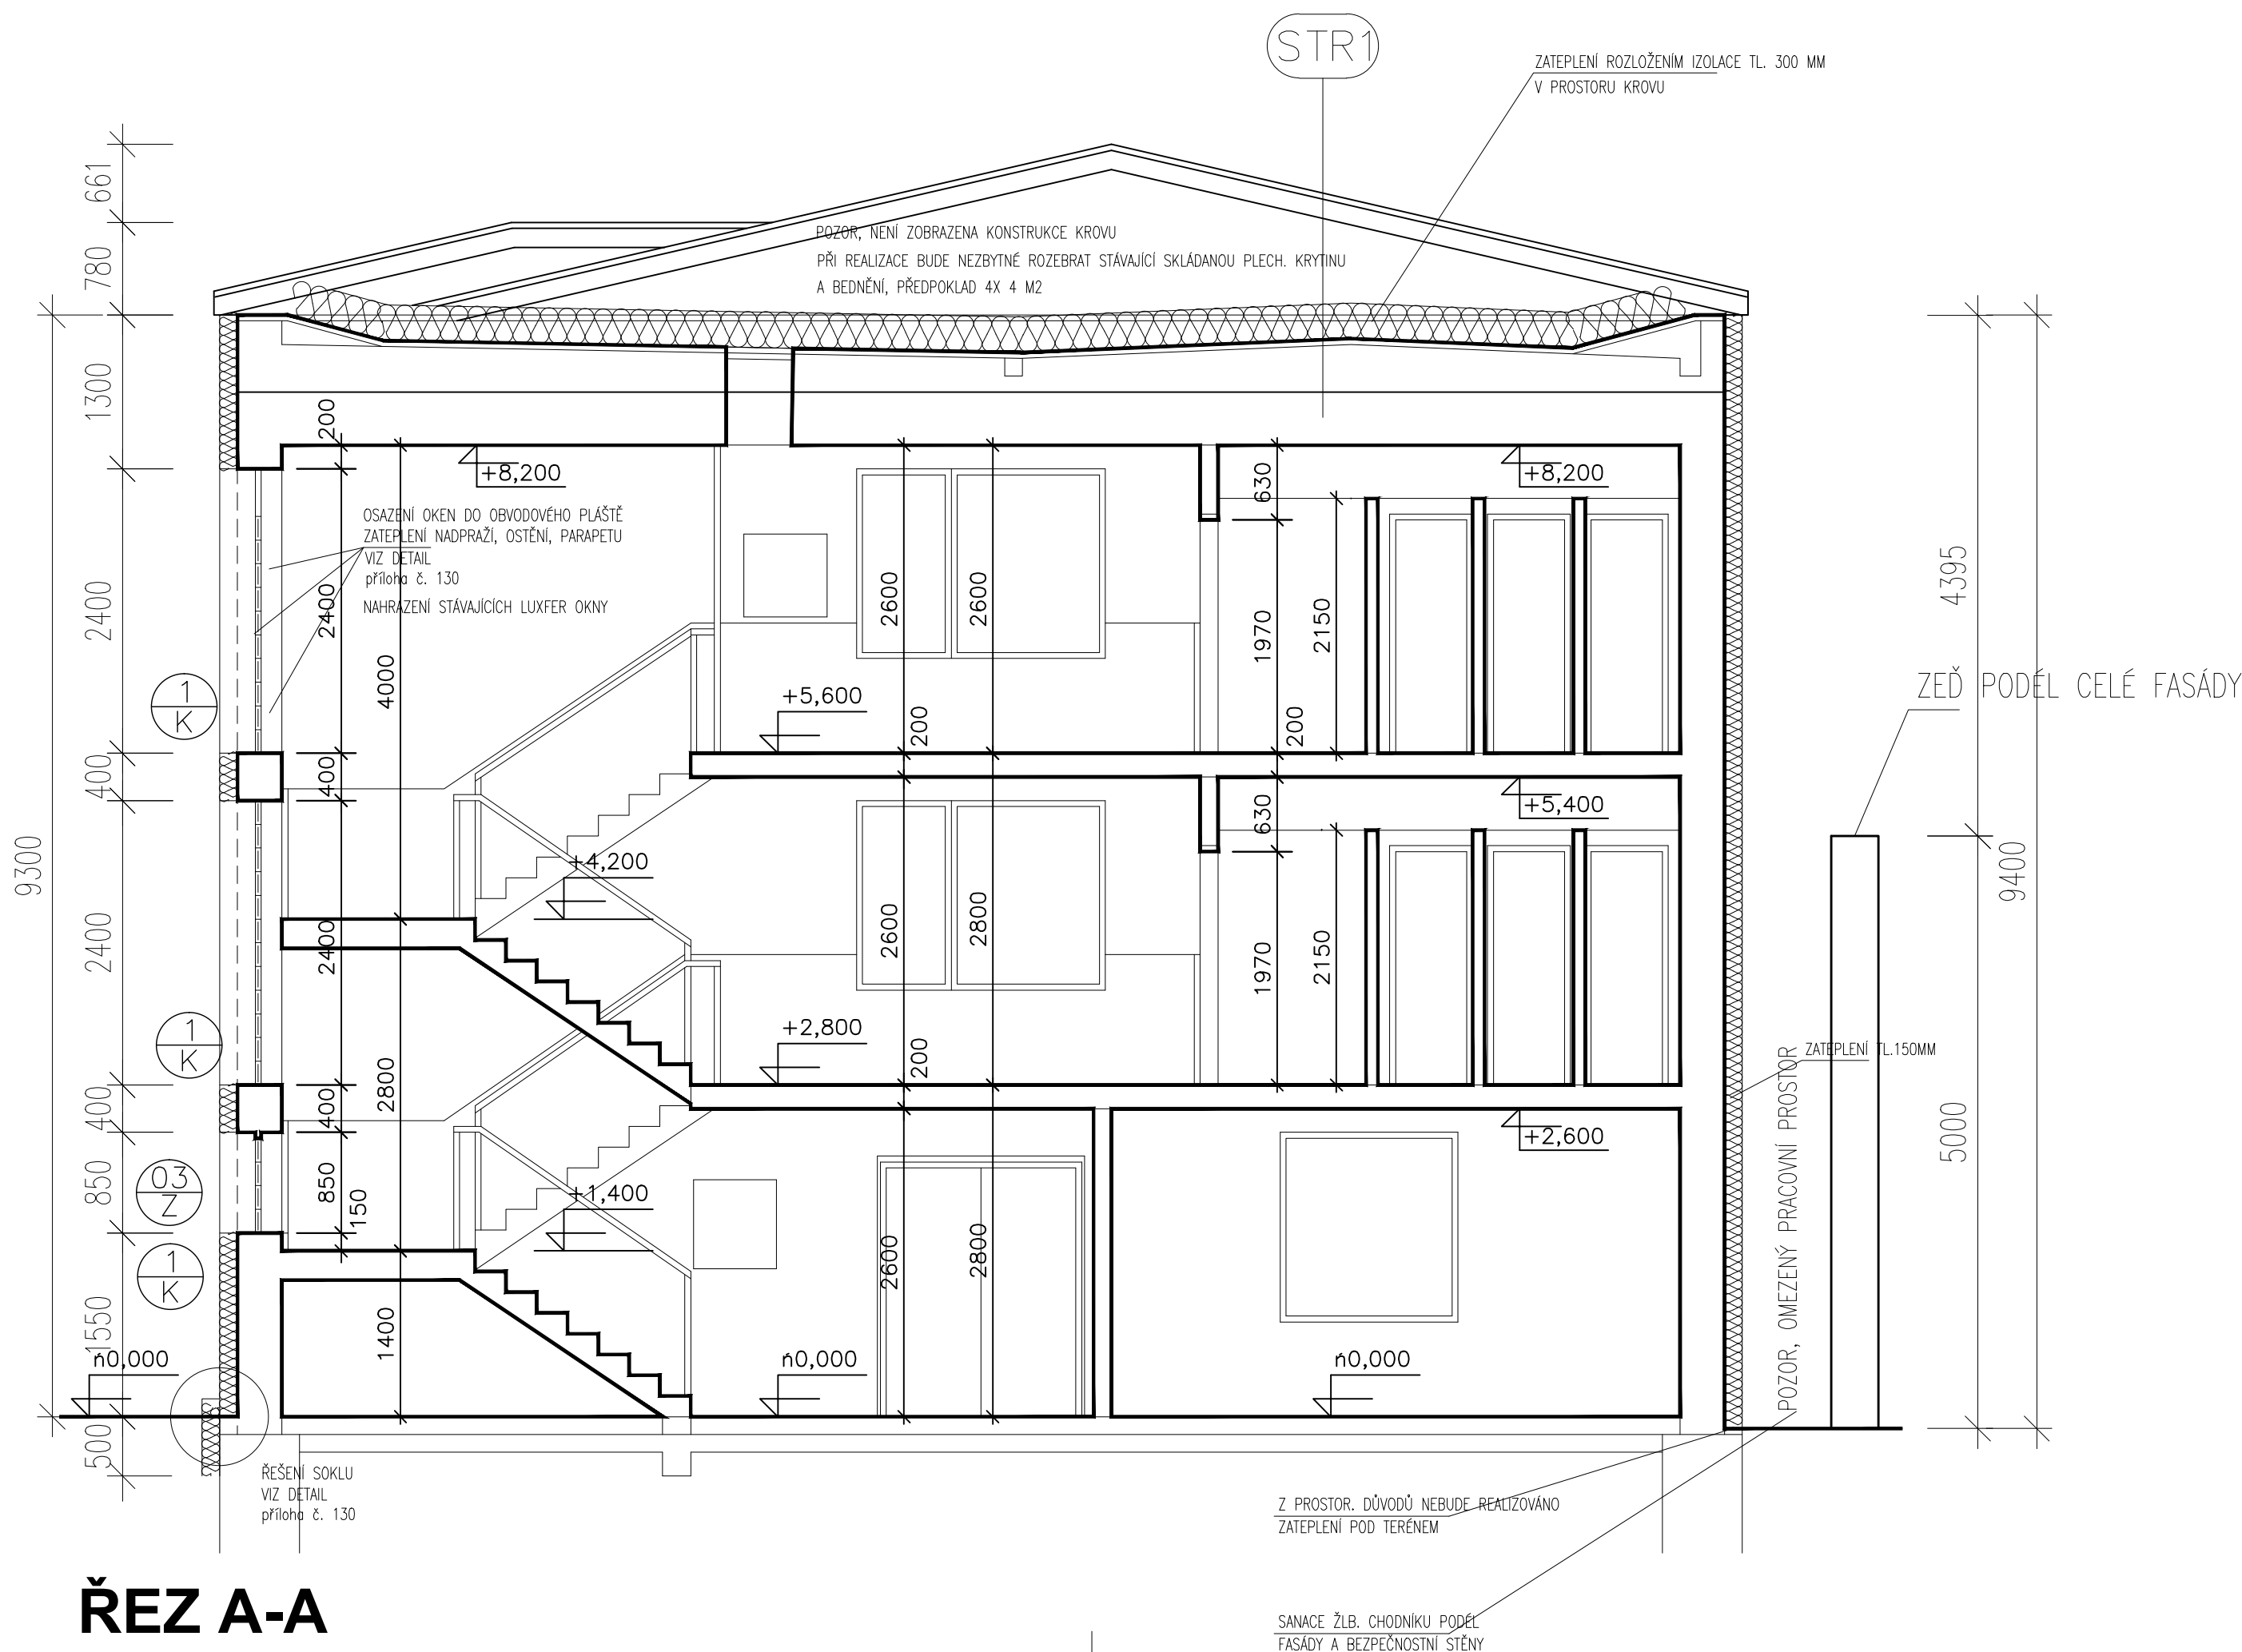 STR1
ZATEPLENÍ ROZLOŽENÍM IZOLACE TL. 300 MM
V PROSTORU KROVU
661
780
1300
2400
400
2400
400
850
1550
500
9300
POZOR, NENÍ ZOBRAZENA KONSTRUKCE KROVU
PŘI REALIZACE BUDE NEZBYTNÉ ROZEBRAT STÁVAJÍCÍ SKLÁDANOU PLECH. KRYTINU
A BEDNĚNÍ, PŘEDPOKLAD 4X 4 M2
200
2400
400
2400
400
850
150
4000
2800
1400
+8,200
OSAZENÍ OKEN DO OBVODOVÉHO PLÁŠTĚ
ZATEPLENÍ NADPRAŽÍ, OSTĚNÍ, PARAPETU
VIZ DETAIL
příloha č. 130
NAHRAZENÍ STÁVAJÍCÍCH LUXFER OKNY
1
K
1
K
03
Z
1
K
+5,600
+4,200
+2,800
+1,400
ń0,000
ń0,000
ń0,000
2600
200
2600
200
2600
2600
2800
2800
630
1970
200
630
1970
2150
2150
+8,200
+5,400
+2,600
4395
5000
9400
ZEĎ PODÉL CELÉ FASÁDY
ZATEPLENÍ TL.150MM
POZOR, OMEZENÝ PRACOVNÍ PROSTOR
ŘEŠENÍ SOKLU
VIZ DETAIL
příloha č. 130
Z PROSTOR. DŮVODŮ NEBUDE REALIZOVÁNO
ZATEPLENÍ POD TERÉNEM
SANACE ŽLB. CHODNÍKU PODÉL
FASÁDY A BEZPEČNOSTNÍ STĚNY
ŘEZ A-A